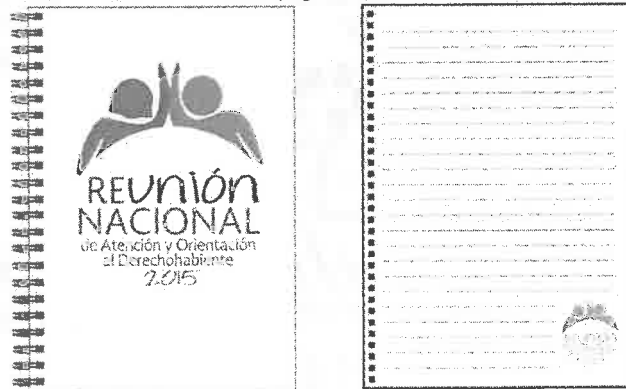 REUNIÓN
NACIONAL
de Atención y Orientación
al Derechohabiente
2015